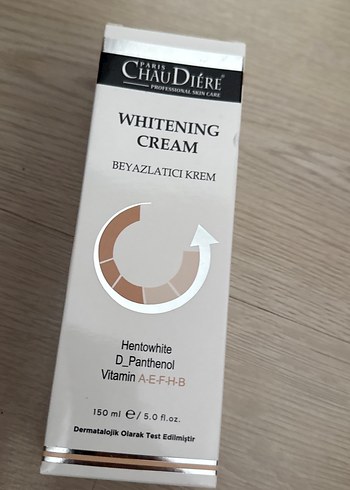 PARIS
CHAUDIÉRE®
PROFESSIONAL SKIN CARE
WHITENING
CREAM
BEYAZLATICI KREM
Hentowhite
D_Panthenol
Vitamin A-E-F-H-B
150 ml ℮/ 5.0 fl.oz.
Dermatalojik Olarak Test Edilmiştir